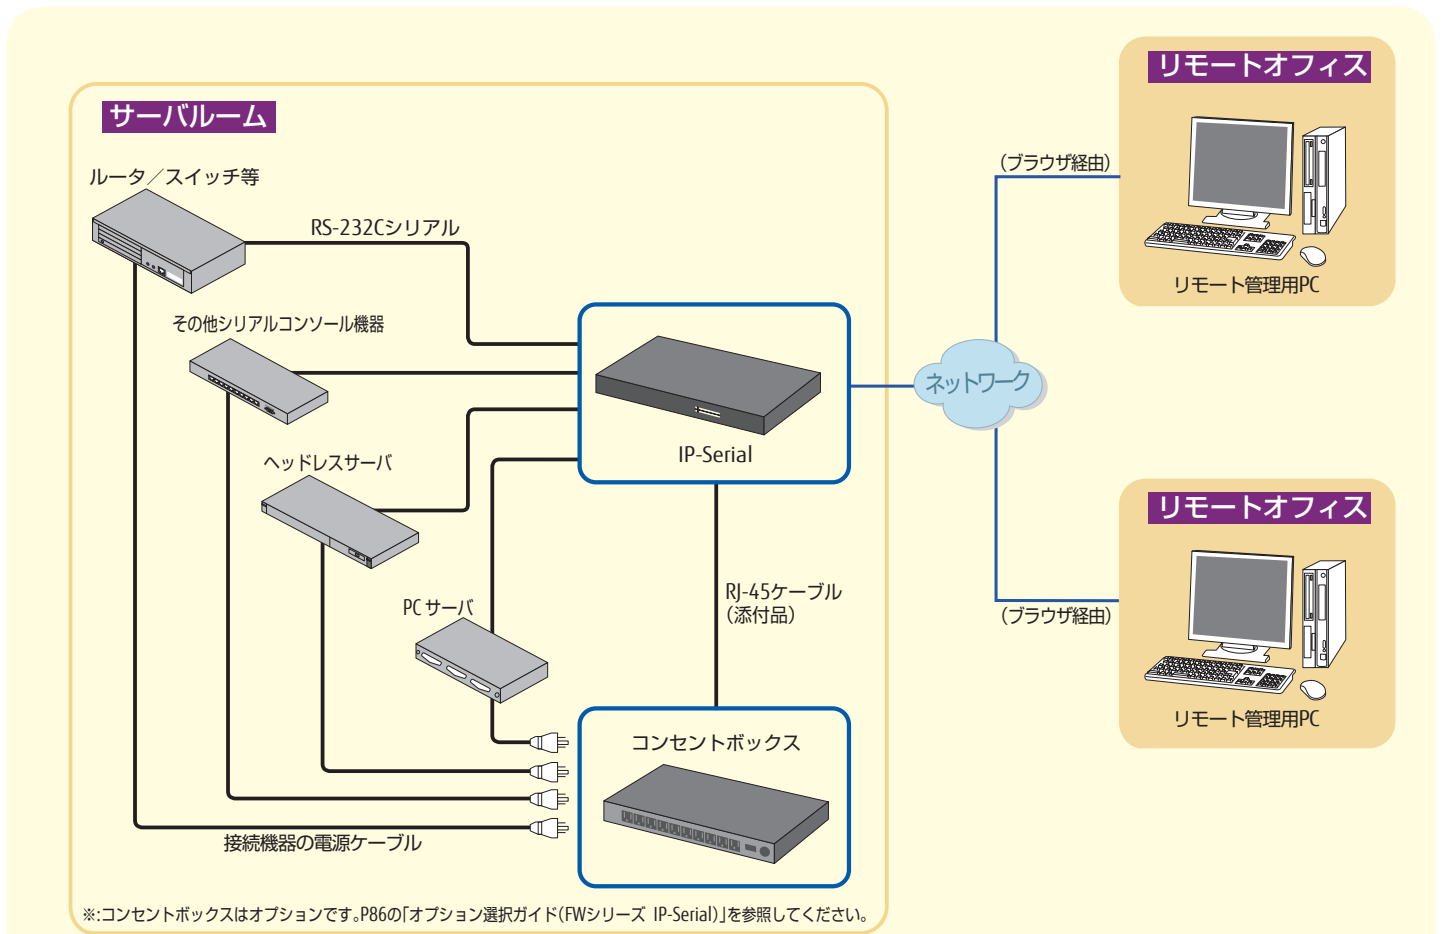 サーバルーム
ルータ／スイッチ等
RS-232Cシリアル
その他シリアルコンソール機器
ヘッドレスサーバ
PCサーバ
IP-Serial
RJ-45ケーブル
（添付品）
コンセントボックス
接続機器の電源ケーブル
※:コンセントボックスはオプションです。P86の「オプション選択ガイド(FWシリーズ IP-Serial)」を参照してください。
ネットワーク
（ブラウザ経由）
リモートオフィス
リモート管理用PC
（ブラウザ経由）
リモートオフィス
リモート管理用PC